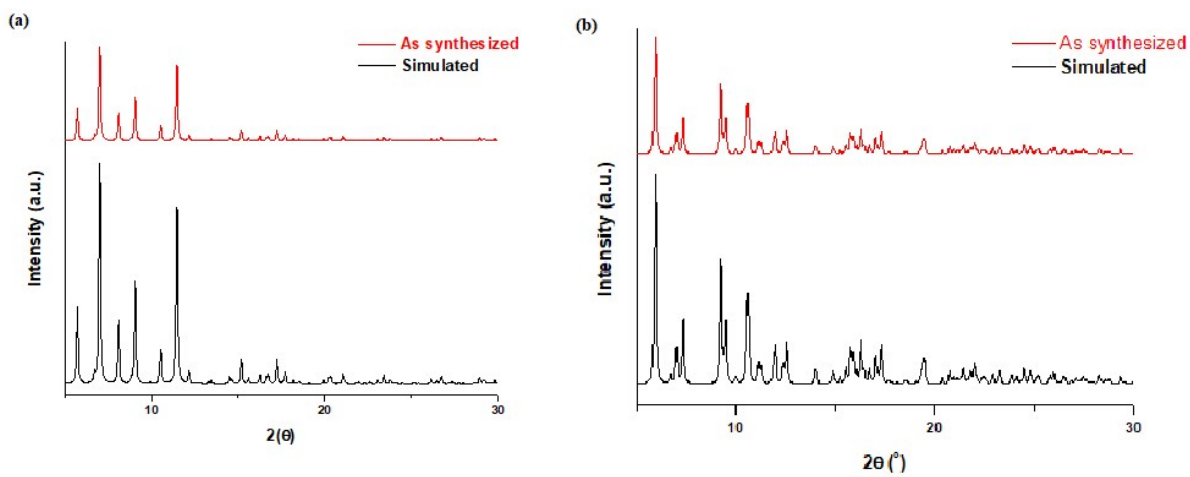 (a)
As synthesized
Simulated
Intensity (a.u.)
10
20
30
2(θ)
(b)
As synthesized
Simulated
Intensity (a.u.)
10
20
30
2θ (°)